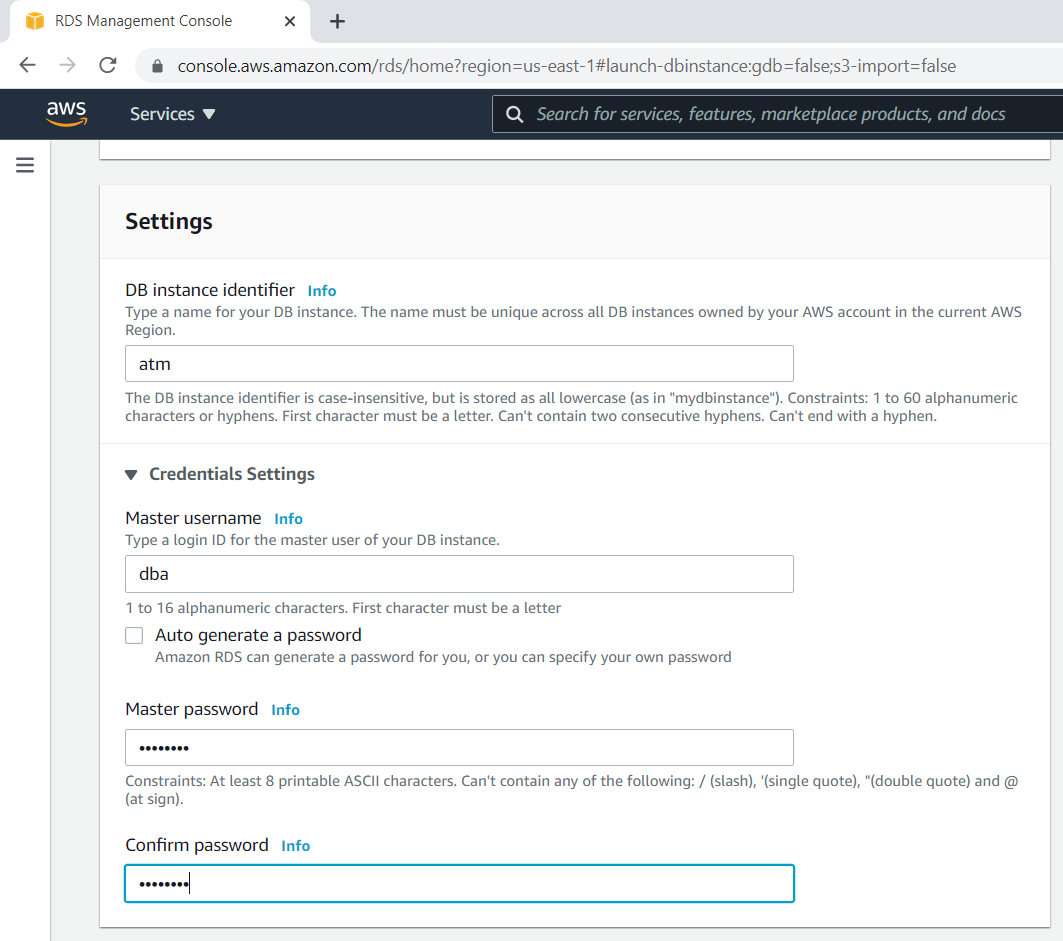 RDS Management Console
console.aws.amazon.com/rds/home?region=us-east-1#launch-dbinstance:gdb=false;s3-import=false
aws
Services
Search for services, features, marketplace products, and docs
Settings
DB instance identifier Info
Type a name for your DB instance. The name must be unique across all DB instances owned by your AWS account in the current AWS
Region.
atm
The DB instance identifier is case-insensitive, but is stored as all lowercase (as in "mydbinstance"). Constraints: 1 to 60 alphanumeric
characters or hyphens. First character must be a letter. Can't contain two consecutive hyphens. Can't end with a hyphen.
Credentials Settings
Master username Info
Type a login ID for the master user of your DB instance.
dba
1 to 16 alphanumeric characters. First character must be a letter
Auto generate a password
Amazon RDS can generate a password for you, or you can specify your own password
Master password Info
••••••••
Constraints: At least 8 printable ASCII characters. Can't contain any of the following: / (slash), '(single quote), "(double quote) and @
(at sign).
Confirm password Info
••••••••